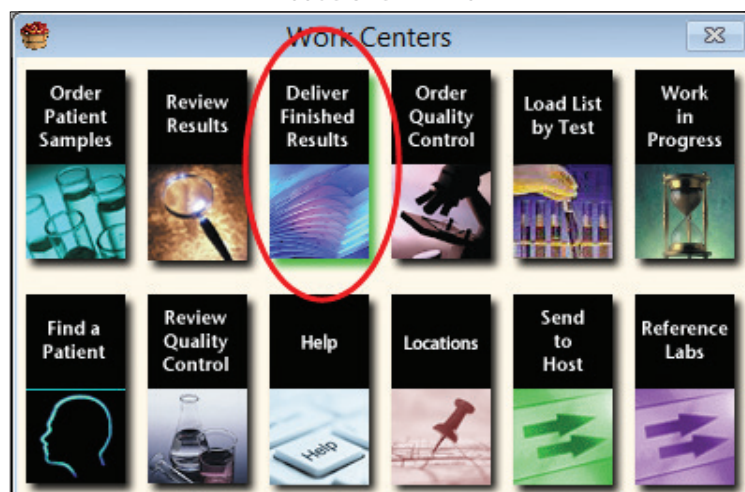 Work Centers
Order
Patient
Samples
Review
Results
Deliver
Finished
Results
Order
Quality
Control
Load List
by Test
Work
in
Progress
Find a
Patient
Review
Quality
Control
Help
Locations
Send
to
Host
Reference
Labs
Help